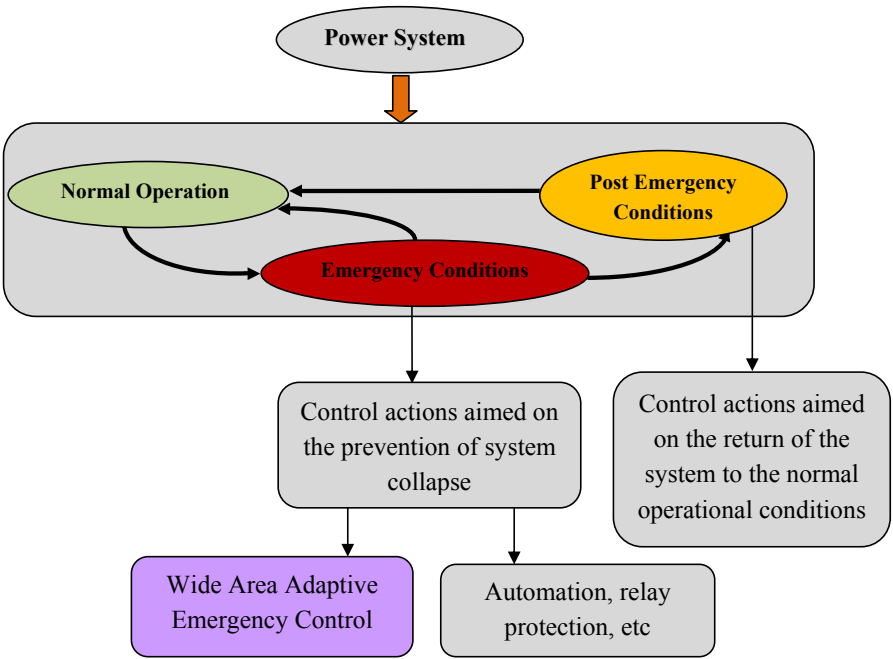 Power System
Normal Operation
Post Emergency
Conditions
Emergency Conditions
Control actions aimed on
the prevention of system
collapse
Control actions aimed
on the return of the
system to the normal
operational conditions
Wide Area Adaptive
Emergency Control
Automation, relay
protection, etc